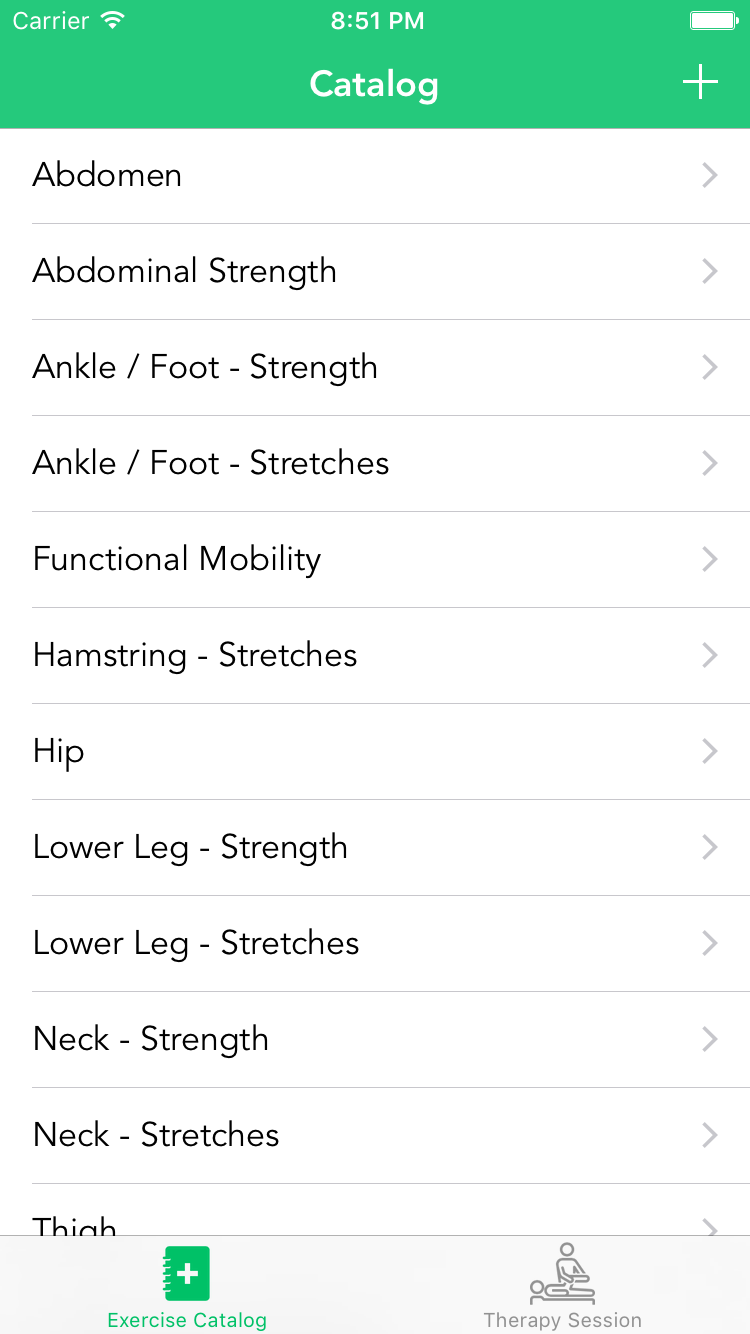 Carrier 8:51 PM
Catalog
Abdomen
Abdominal Strength
Ankle / Foot - Strength
Ankle / Foot - Stretches
Functional Mobility
Hamstring - Stretches
Hip
Lower Leg - Strength
Lower Leg - Stretches
Neck - Strength
Neck - Stretches
Thigh
Exercise Catalog Therapy Session